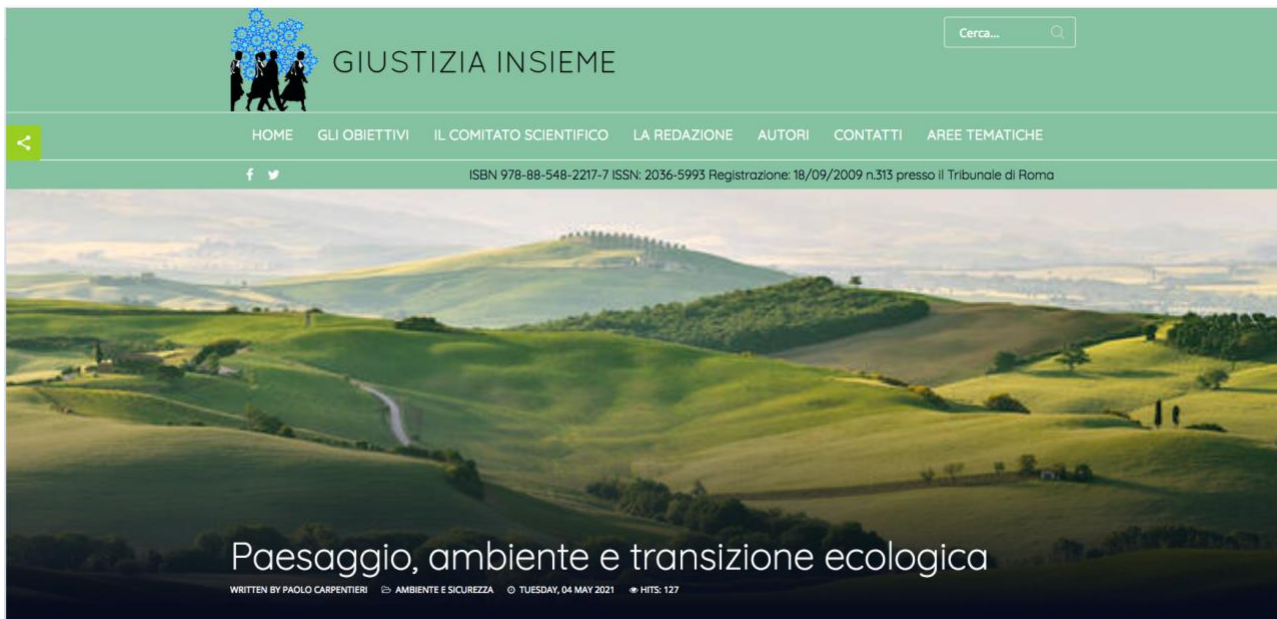 Cerca...
GIUSTIZIA INSIEME
HOME GLI OBIETTIVI IL COMITATO SCIENTIFICO LA REDAZIONE AUTORI CONTATTI AREE TEMATICHE
ISBN 978-88-548-2217-7 ISSN: 2036-5993 Registrazione: 18/09/2009 n.313 presso il Tribunale di Roma
Paesaggio, ambiente e transizione ecologica
WRITTEN BY PAOLO CARPENTIERI AMBIENTE E SICUREZZA TUESDAY, 04 MAY 2021 HITS: 127